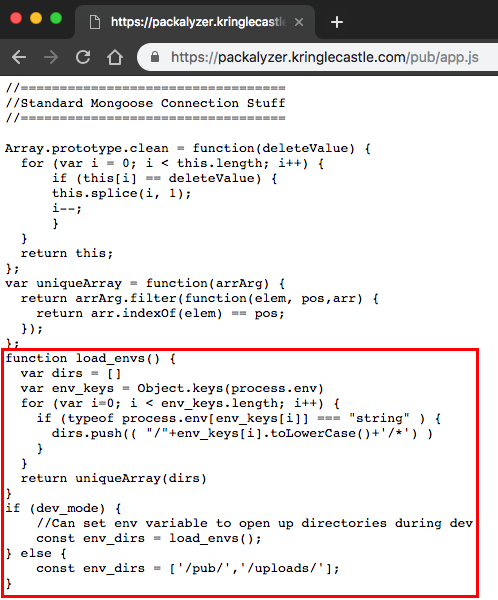 https://packalyzer.kringlecastle
https://packalyzer.kringlecastle.com/pub/app.js
//==================================
//Standard Mongoose Connection Stuff
//==================================
Array.prototype.clean = function(deleteValue) {
  for (var i = 0; i < this.length; i++) {
      if (this[i] == deleteValue) {
      this.splice(i, 1);
      i--;
      }
  }
  return this;
};
var uniqueArray = function(arrArg) {
  return arrArg.filter(function(elem, pos,arr) {
    return arr.indexOf(elem) == pos;
  });
};
function load_envs() {
  var dirs = []
  var env_keys = Object.keys(process.env)
  for (var i=0; i < env_keys.length; i++) {
    if (typeof process.env[env_keys[i]] === "string" ) {
      dirs.push(( "/"+env_keys[i].toLowerCase()+'/*') )
    }
  }
  return uniqueArray(dirs)
}
if (dev_mode) {
    //Can set env variable to open up directories during dev
    const env_dirs = load_envs();
} else {
    const env_dirs = ['/pub/','/uploads/'];
}